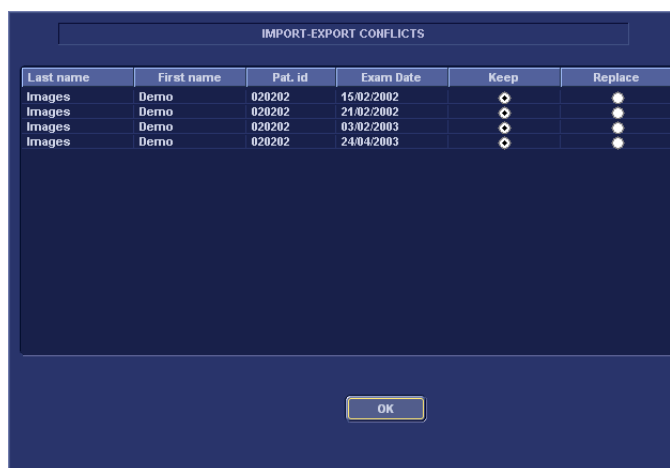 IMPORT-EXPORT CONFLICTS
Last name First name Pat. id Exam Date Keep Replace
Images Demo 020202 15/02/2002
Images Demo 020202 21/02/2002
Images Demo 020202 03/02/2003
Images Demo 020202 24/04/2003
OK